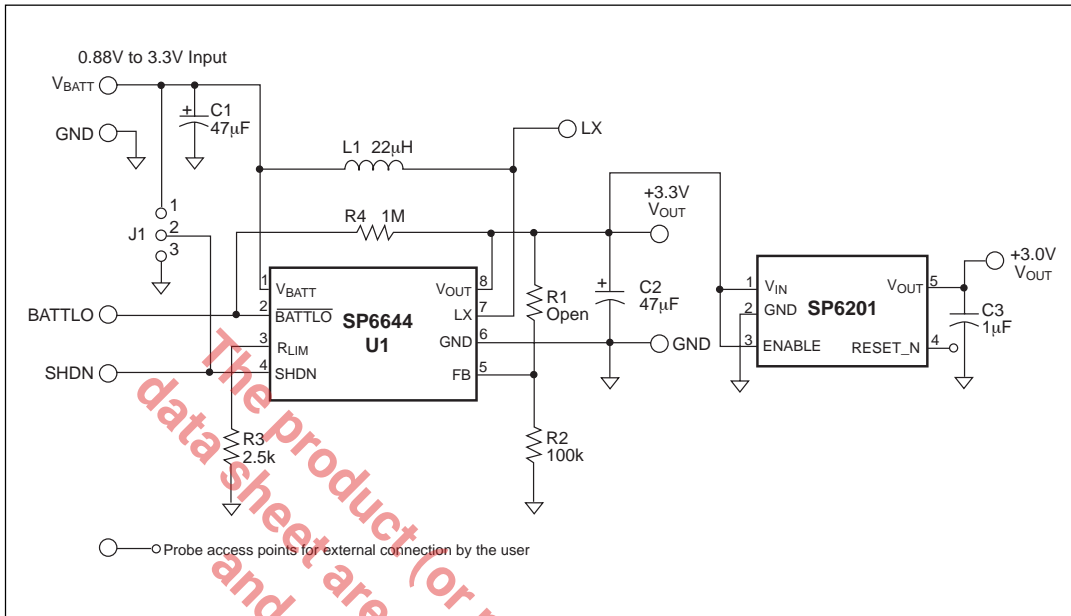 0.88V to 3.3V Input
VBATT
C1
47μF
GND
LX
L1 22μH
+3.3V
VOUT
R4 1M
1
J1 2
3
+3.0V
VOUT
1 VBATT
VOUT 8
R1
Open
C2
47μF
1 VIN
VOUT 5
C3
1μF
BATTLO
2 BATTLO
SP6644
U1
LX 7
2 GND
SP6201
3 RLIM
GND 6
GND
3 ENABLE
RESET_N 4
SHDN
4 SHDN
FB 5
R3
2.5k
R2
100k
Probe access points for external connection by the user
The product (or
data sheet are
and